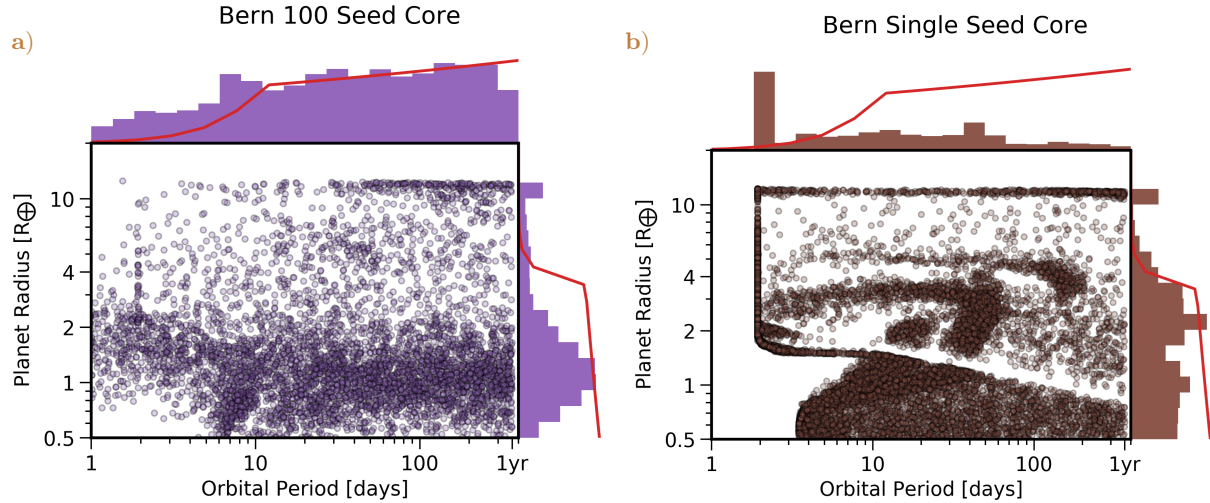 Bern 100 Seed Core
a)
10
4
2
1
0.5
Planet Radius [R⨁]
1
10
100
1yr
Orbital Period [days]
Bern Single Seed Core
b)
10
4
2
1
0.5
Planet Radius [R⨁]
1
10
100
1yr
Orbital Period [days]